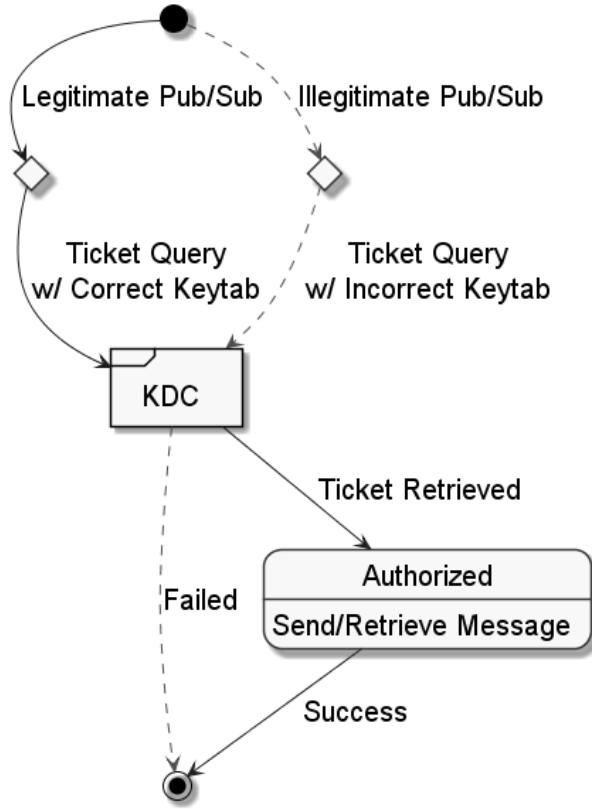 Legitimate Pub/Sub
Illegitimate Pub/Sub
Ticket Query
w/ Correct Keytab
Ticket Query
w/ Incorrect Keytab
KDC
Ticket Retrieved
Authorized
Send/Retrieve Message
Failed
Success